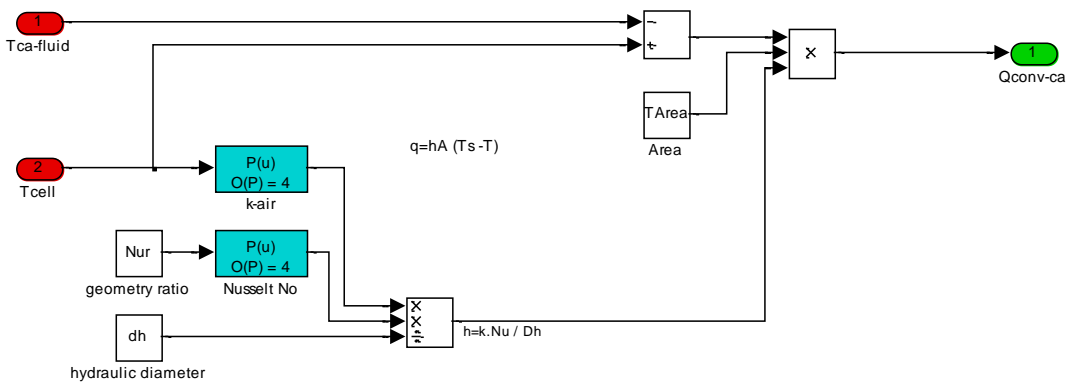 1
Tca-fluid
−
+
×
1
Qconv-ca
TArea
Area
q=hA (Ts -T)
2
Tcell
P(u)
O(P) = 4
k-air
Nur
geometry ratio
P(u)
O(P) = 4
Nusselt No
×
×
÷
h=k.Nu / Dh
dh
hydraulic diameter